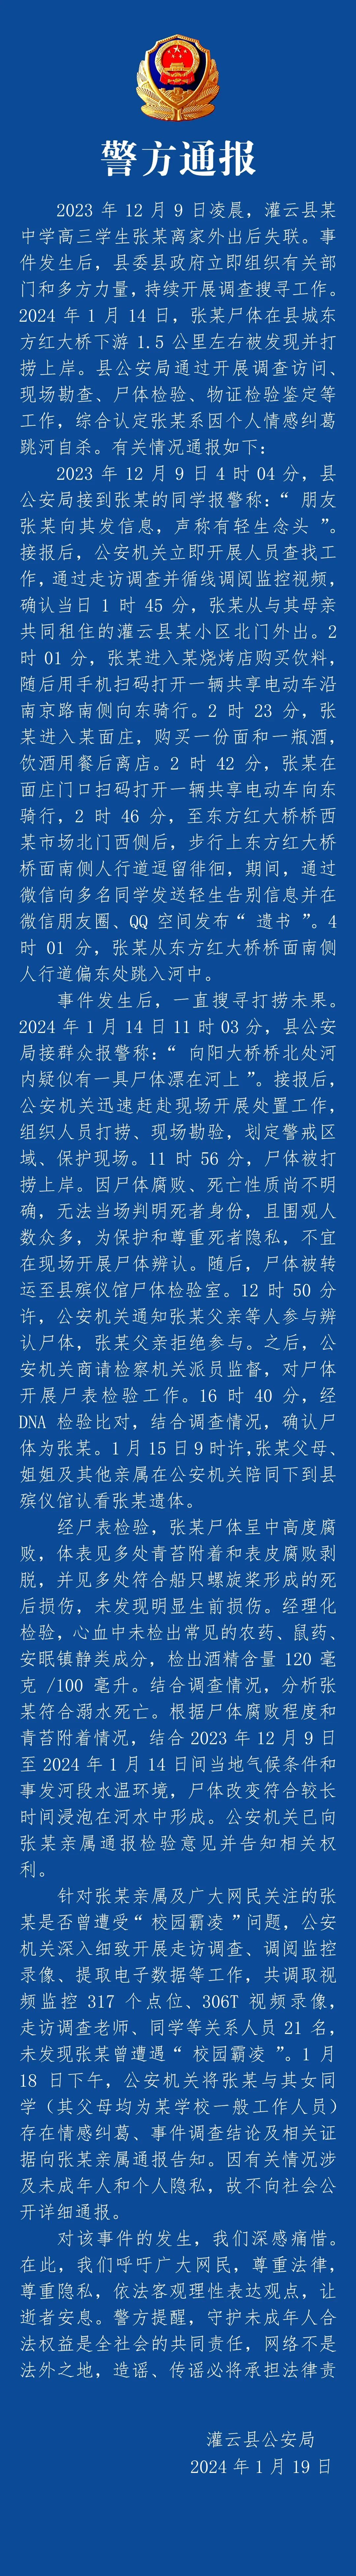 警方通报
2023 年 12 月 9 日凌晨，灌云县某
中学高三学生张某离家外出后失联。事
件发生后，县委县政府立即组织有关部
门和多方力量，持续开展调查搜寻工作。
2024 年 1 月 14 日，张某尸体在县城东
方红大桥下游 1.5 公里左右被发现并打
捞上岸。县公安局通过开展调查访问、
现场勘查、尸体检验、物证检验鉴定等
工作，综合认定张某系因个人情感纠葛
跳河自杀。有关情况通报如下：
2023 年 12 月 9 日 4 时 04 分，县
公安局接到张某的同学报警称：“ 朋友
张某向其发信息，声称有轻生念头 ”。
接报后，公安机关立即开展人员查找工
作，通过走访调查并循线调阅监控视频，
确认当日 1 时 45 分，张某从与其母亲
共同租住的灌云县某小区北门外出。2
时 01 分，张某进入某烧烤店购买饮料，
随后用手机扫码打开一辆共享电动车沿
南京路南侧向东骑行。2 时 23 分，张
某进入某面庄，购买一份面和一瓶酒，
饮酒用餐后离店。2 时 42 分，张某在
面庄门口扫码打开一辆共享电动车向东
骑行，2 时 46 分，至东方红大桥桥西
某市场北门西侧后，步行上东方红大桥
桥面南侧人行道逗留徘徊，期间，通过
微信向多名同学发送轻生告别信息并在
微信朋友圈、QQ 空间发布“ 遗书 ”。4
时 01 分，张某从东方红大桥桥面南侧
人行道偏东处跳入河中。
事件发生后，一直搜寻打捞未果。
2024 年 1 月 14 日 11 时 03 分，县公安
局接群众报警称：“ 向阳大桥桥北处河
内疑似有一具尸体漂在河上 ”。接报后，
公安机关迅速赶赴现场开展处置工作，
组织人员打捞、现场勘验，划定警戒区
域、保护现场。11 时 56 分，尸体被打
捞上岸。因尸体腐败、死亡性质尚不明
确，无法当场判明死者身份，且围观人
数众多，为保护和尊重死者隐私，不宜
在现场开展尸体辨认。随后，尸体被转
运至县殡仪馆尸体检验室。12 时 50 分
许，公安机关通知张某父亲等人参与辨
认尸体，张某父亲拒绝参与。之后，公
安机关商请检察机关派员监督，对尸体
开展尸表检验工作。16 时 40 分，经
DNA 检验比对，结合调查情况，确认尸
体为张某。1 月 15 日 9 时许，张某父母、
姐姐及其他亲属在公安机关陪同下到县
殡仪馆认看张某遗体。
经尸表检验，张某尸体呈中高度腐
败，体表见多处青苔附着和表皮腐败剥
脱，并见多处符合船只螺旋桨形成的死
后损伤，未发现明显生前损伤。经理化
检验，心血中未检出常见的农药、鼠药、
安眠镇静类成分，检出酒精含量 120 毫
克 /100 毫升。结合调查情况，分析张
某符合溺水死亡。根据尸体腐败程度和
青苔附着情况，结合 2023 年 12 月 9 日
至 2024 年 1 月 14 日间当地气候条件和
事发河段水温环境，尸体改变符合较长
时间浸泡在河水中形成。公安机关已向
张某亲属通报检验意见并告知相关权
利。
针对张某亲属及广大网民关注的张
某是否曾遭受“ 校园霸凌 ”问题，公安
机关深入细致开展走访调查、调阅监控
录像、提取电子数据等工作，共调取视
频监控 317 个点位、306T 视频录像，
走访调查老师、同学等关系人员 21 名，
未发现张某曾遭遇“ 校园霸凌 ”。1 月
18 日下午，公安机关将张某与其女同
学（其父母均为某学校一般工作人员）
存在情感纠葛、事件调查结论及相关证
据向张某亲属通报告知。因有关情况涉
及未成年人和个人隐私，故不向社会公
开详细通报。
对该事件的发生，我们深感痛惜。
在此，我们呼吁广大网民，尊重法律，
尊重隐私，依法客观理性表达观点，让
逝者安息。警方提醒，守护未成年人合
法权益是全社会的共同责任，网络不是
法外之地，造谣、传谣必将承担法律责
灌云县公安局
2024 年 1 月 19 日